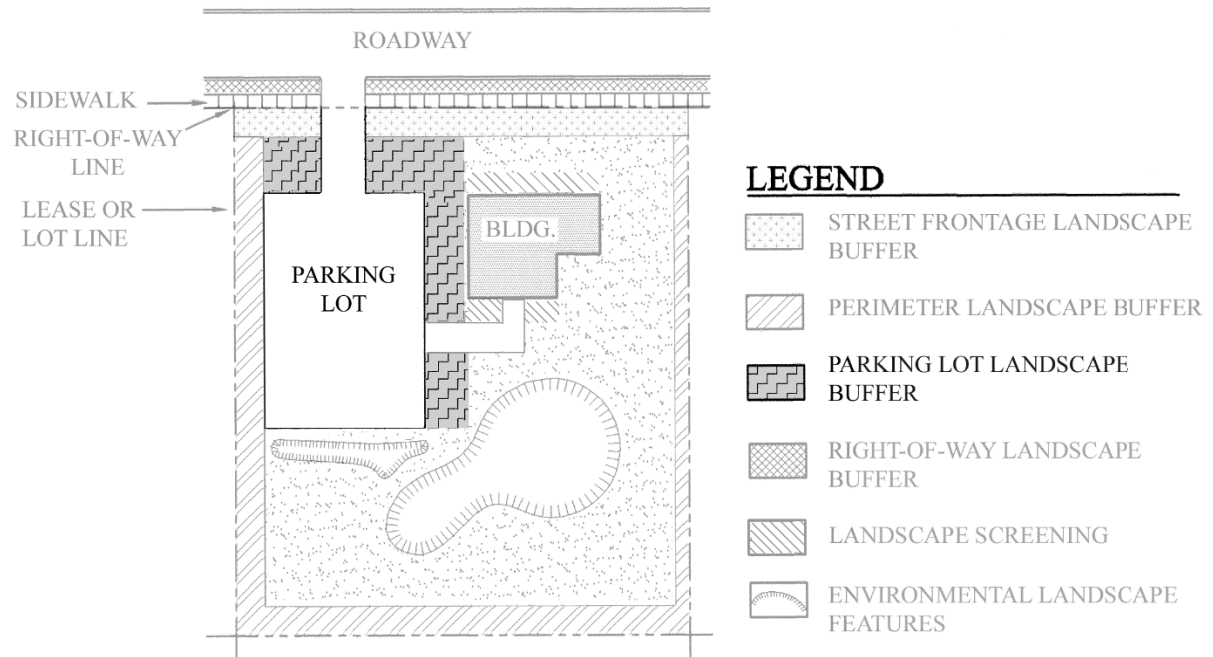 ROADWAY
SIDEWALK
RIGHT-OF-WAY
LINE
LEASE OR
LOT LINE
BLDG.
PARKING
LOT
LEGEND
STREET FRONTAGE LANDSCAPE
BUFFER
PERIMETER LANDSCAPE BUFFER
PARKING LOT LANDSCAPE
BUFFER
RIGHT-OF-WAY LANDSCAPE
BUFFER
LANDSCAPE SCREENING
ENVIRONMENTAL LANDSCAPE
FEATURES